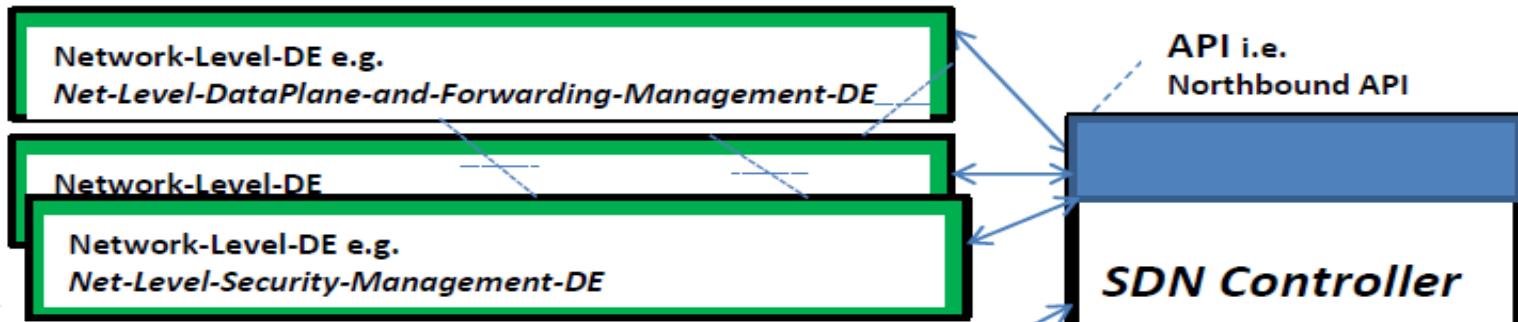 Network-Level-DE e.g.
Net-Level-DataPlane-and-Forwarding-Management-DE
API i.e.
Northbound API
Network-Level-DE
Network-Level-DE e.g.
Net-Level-Security-Management-DE
SDN Controller